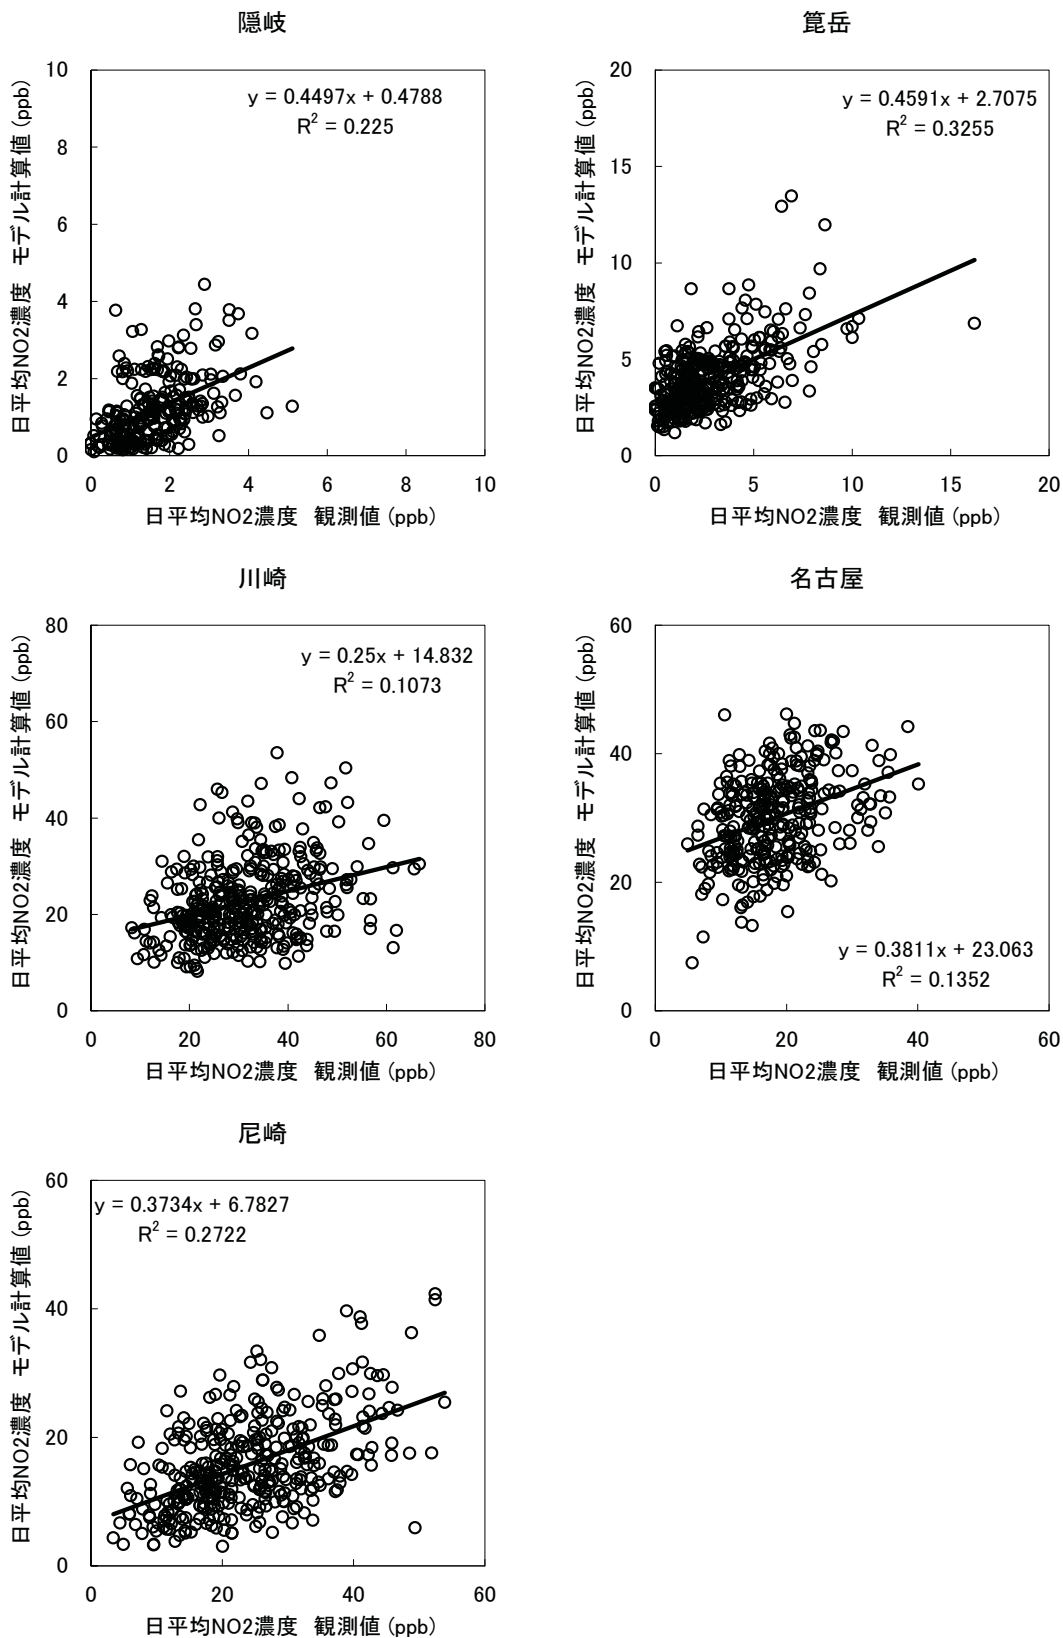 隠岐
10
8
6
4
2
0
日平均NO2濃度 モデル計算値 (ppb)
y = 0.4497x + 0.4788
R² = 0.225
0 2 4 6 8 10
日平均NO2濃度 観測値 (ppb)
箆岳
20
15
10
5
0
日平均NO2濃度 モデル計算値 (ppb)
y = 0.4591x + 2.7075
R² = 0.3255
0 5 10 15 20
日平均NO2濃度 観測値 (ppb)
川崎
80
60
40
20
0
日平均NO2濃度 モデル計算値 (ppb)
y = 0.25x + 14.832
R² = 0.1073
0 20 40 60 80
日平均NO2濃度 観測値 (ppb)
名古屋
60
40
20
0
日平均NO2濃度 モデル計算値 (ppb)
y = 0.3811x + 23.063
R² = 0.1352
0 20 40 60
日平均NO2濃度 観測値 (ppb)
尼崎
60
40
20
0
日平均NO2濃度 モデル計算値 (ppb)
y = 0.3734x + 6.7827
R² = 0.2722
0 20 40 60
日平均NO2濃度 観測値 (ppb)